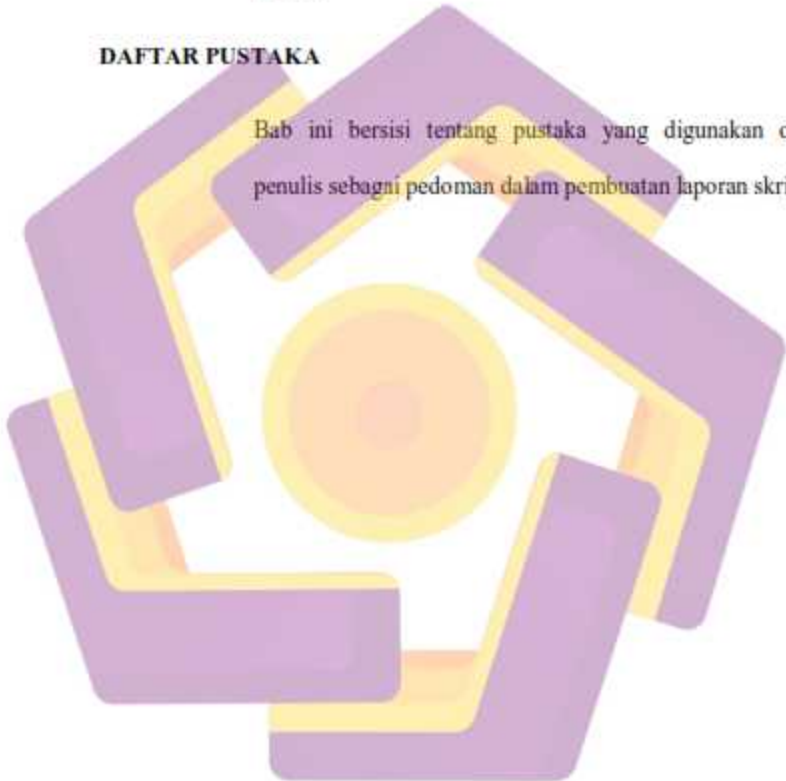 DAFTAR PUSTAKA
Bab ini bersisi tentang pustaka yang digunakan
penulis sebagai pedoman dalam pembuatan laporan